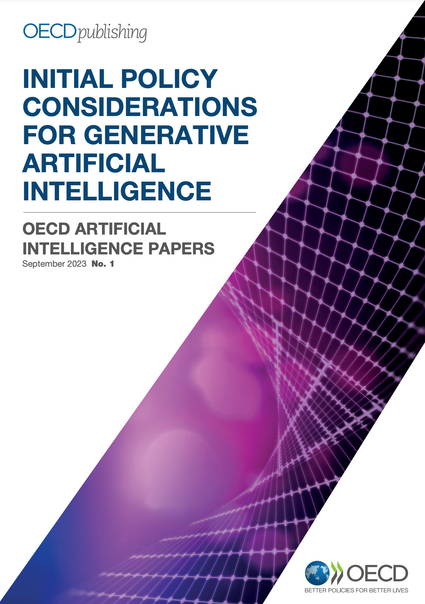 OECDpublishing
INITIAL POLICY
CONSIDERATIONS
FOR GENERATIVE
ARTIFICIAL
INTELLIGENCE
OECD ARTIFICIAL
INTELLIGENCE PAPERS
September 2023 No. 1
OECD
BETTER POLICIES FOR BETTER LIVES